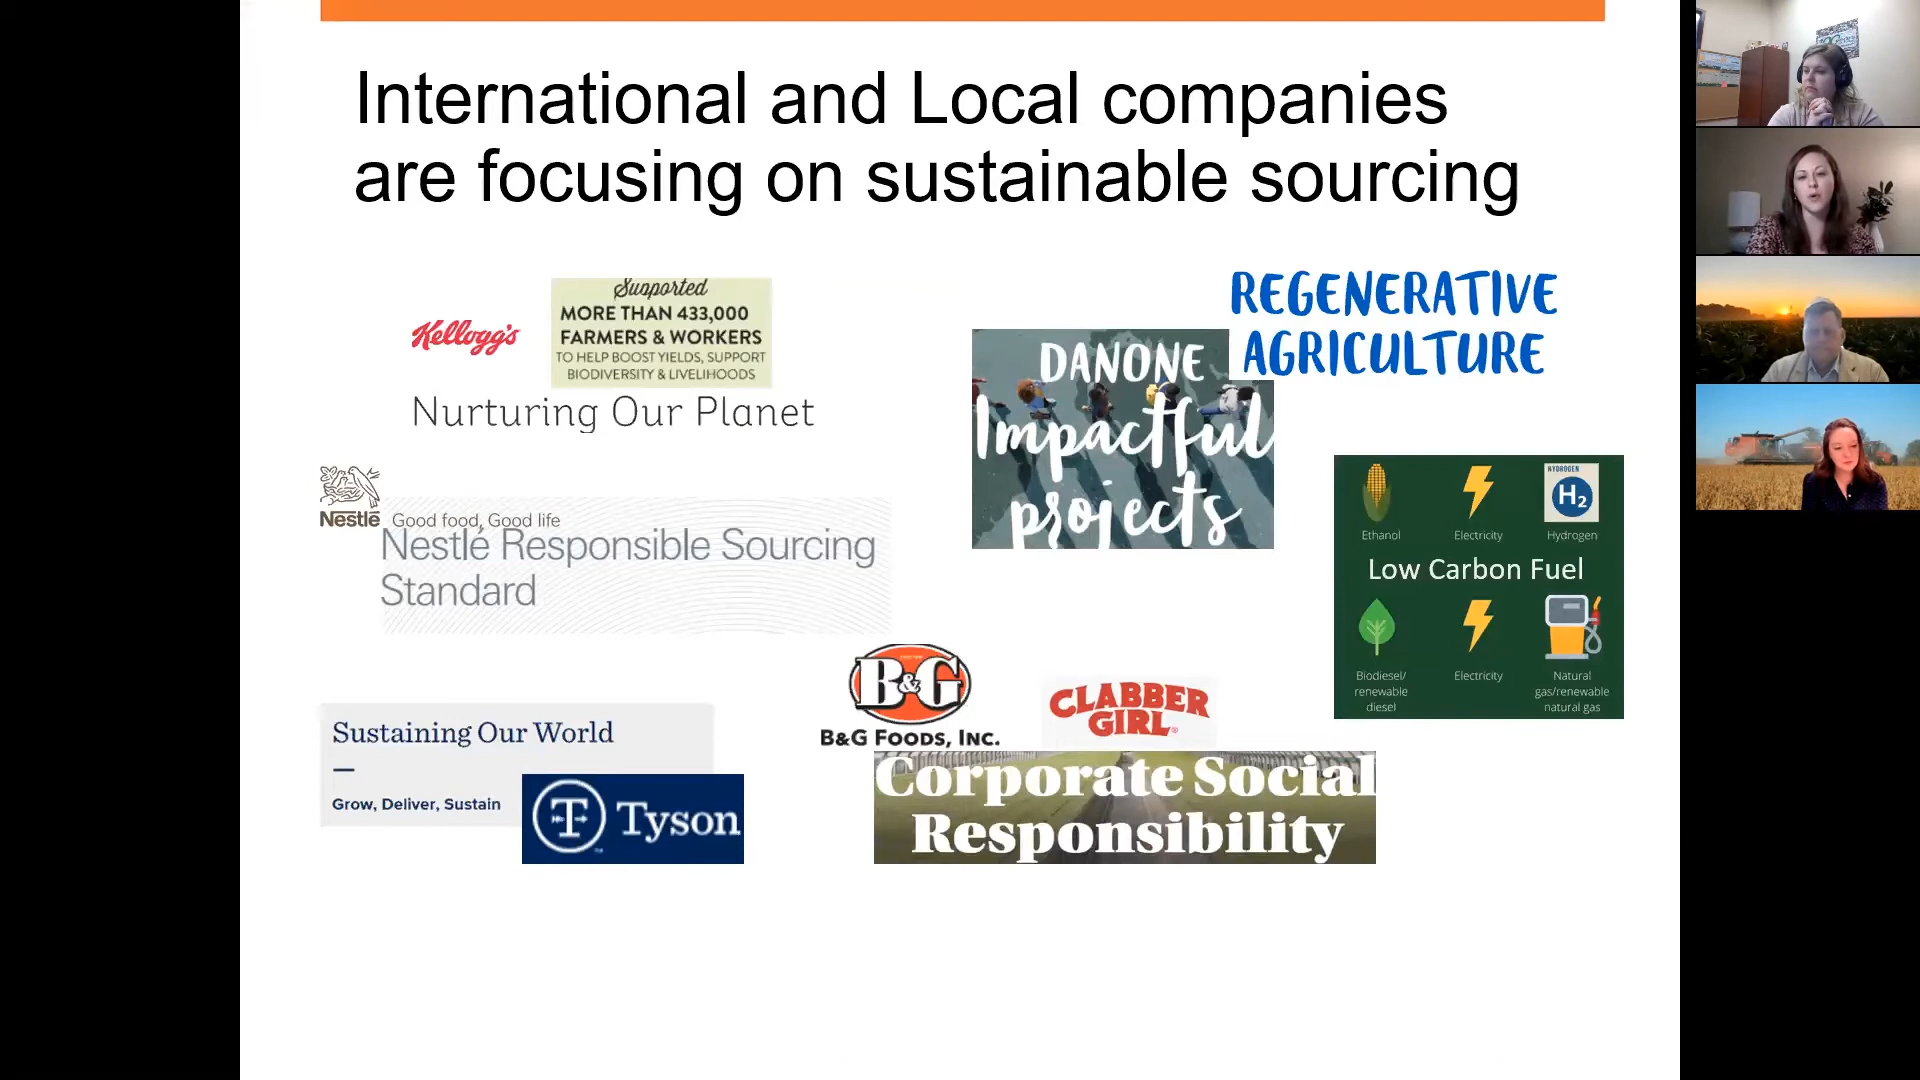 International and Local companies
are focusing on sustainable sourcing
Kellogg's
Supported
MORE THAN 433,000
FARMERS & WORKERS
TO HELP BOOST YIELDS, SUPPORT
BIODIVERSITY & LIVELIHOODS
Nurturing Our Planet
REGENERATIVE
AGRICULTURE
DANONE
Impactful
projects
Nestlé
Good food, Good life
Nestlé Responsible Sourcing
Standard
Ethanol
Electricity
HYDROGEN
H2
Hydrogen
Low Carbon Fuel
Biodiesel/
renewable
diesel
Electricity
Natural
gas/renewable
natural gas
B&G
B&G FOODS, INC.
CLABBER
GIRL®
Corporate Social
Responsibility
Sustaining Our World
Grow, Deliver, Sustain
T
Tyson